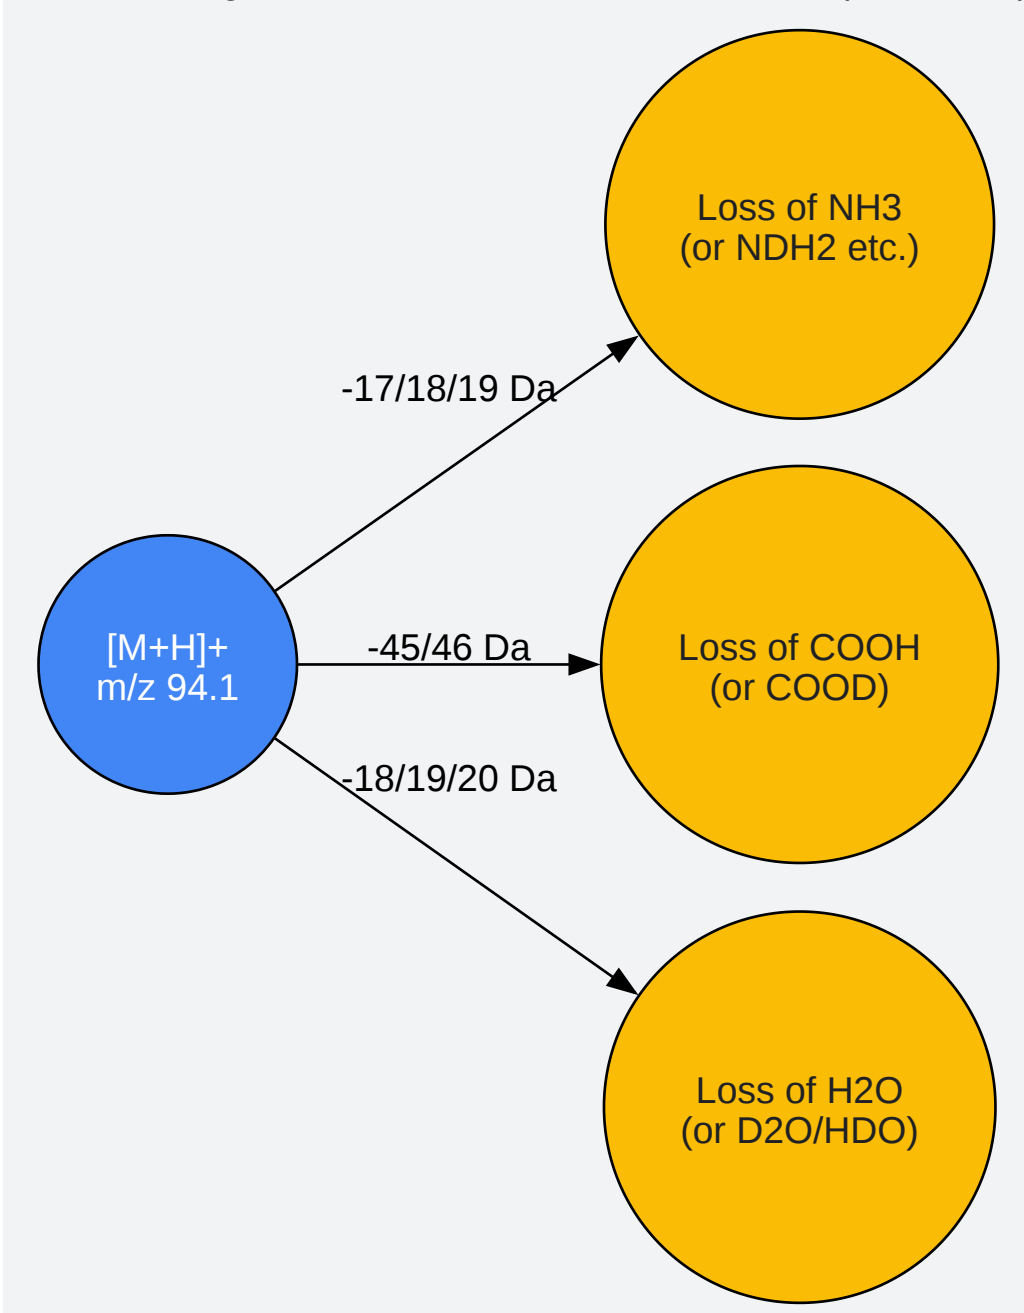 Loss of NH3
(or NDH2 etc.)
-17/18/19 Da
[M+H]+
m/z 94.1
-45/46 Da
Loss of COOH
(or COOD)
-18/19/20 Da
Loss of H2O
(or D2O/HDO)